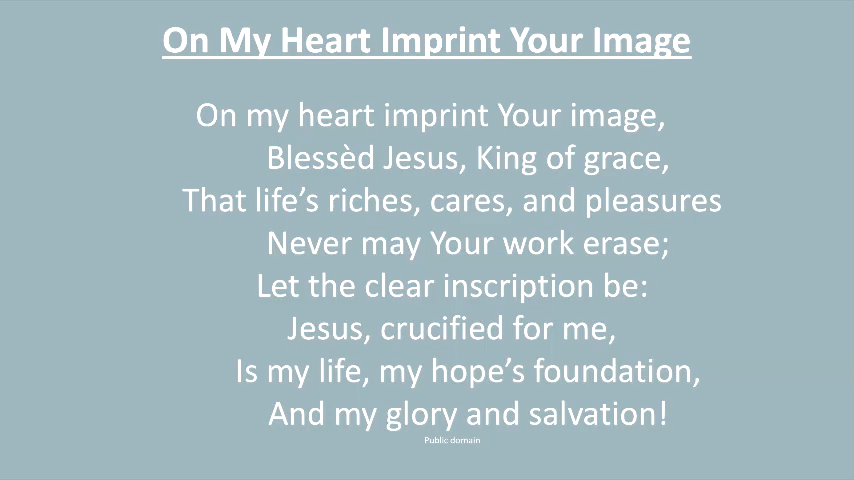 On My Heart Imprint Your Image
On my heart imprint Your image,
Blessèd Jesus, King of grace,
That life’s riches, cares, and pleasures
Never may Your work erase;
Let the clear inscription be:
Jesus, crucified for me,
Is my life, my hope’s foundation,
And my glory and salvation!
Public domain